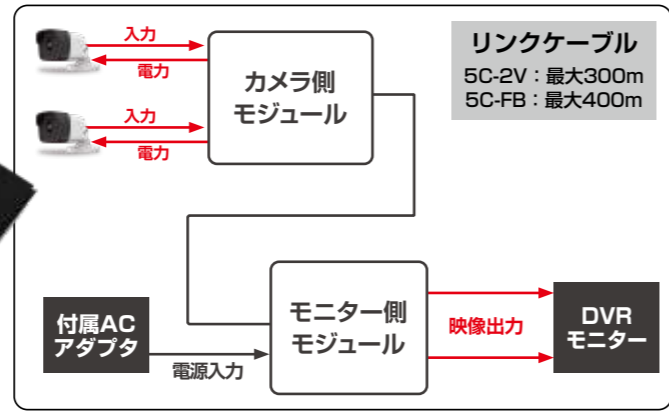 入力
電力
入力
電力
カメラ側
モジュール
リンクケーブル
5C-2V：最大300m
5C-FB：最大400m
付属AC
アダプタ
電源入力
モニター側
モジュール
映像出力
DVR
モニター